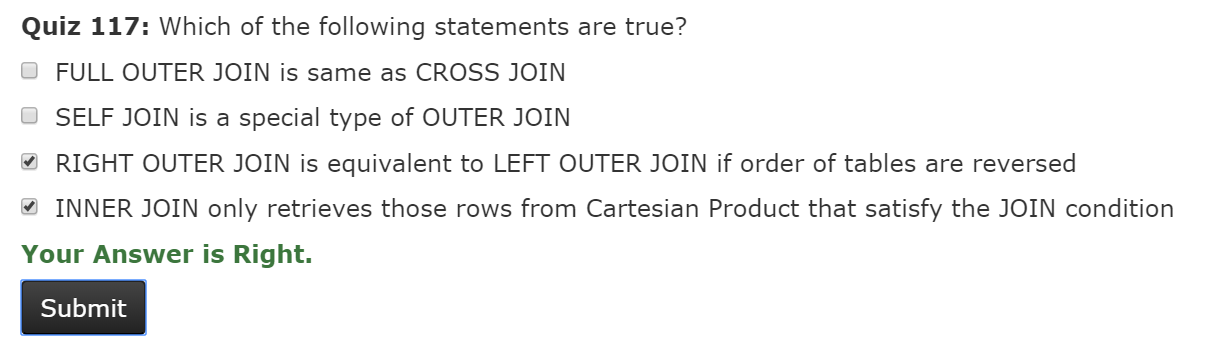 Quiz 117: Which of the following statements are true?
FULL OUTER JOIN is same as CROSS JOIN
SELF JOIN is a special type of OUTER JOIN
RIGHT OUTER JOIN is equivalent to LEFT OUTER JOIN if order of tables are reversed
INNER JOIN only retrieves those rows from Cartesian Product that satisfy the JOIN condition
Your Answer is Right.
Submit